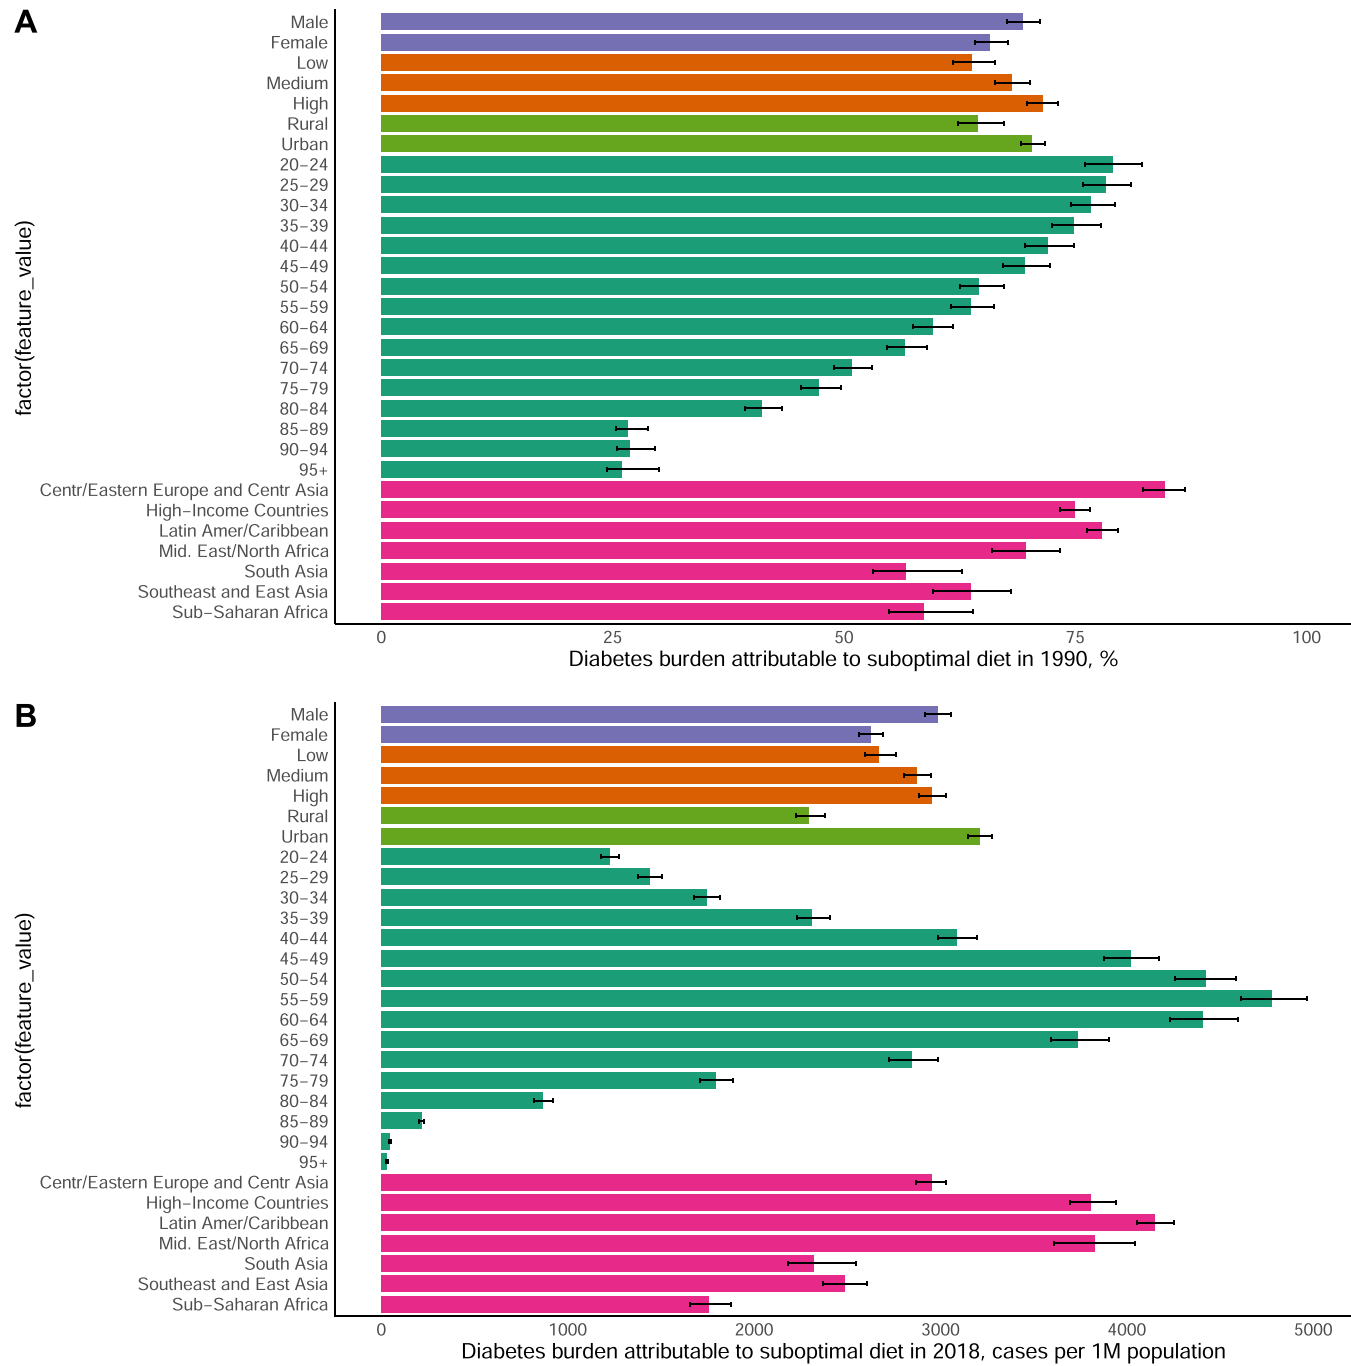 A
Male
Female
Low
Medium
High
Rural
Urban
20−24
25−29
30−34
35−39
40−44
45−49
50−54
55−59
60−64
65−69
70−74
75−79
80−84
85−89
90−94
95+
Centr/Eastern Europe and Centr Asia
High−Income Countries
Latin Amer/Caribbean
Mid. East/North Africa
South Asia
Southeast and East Asia
Sub−Saharan Africa
factor(feature_value)
0 25 50 75 100
Diabetes burden attributable to suboptimal diet in 1990, %
B
Male
Female
Low
Medium
High
Rural
Urban
20−24
25−29
30−34
35−39
40−44
45−49
50−54
55−59
60−64
65−69
70−74
75−79
80−84
85−89
90−94
95+
Centr/Eastern Europe and Centr Asia
High−Income Countries
Latin Amer/Caribbean
Mid. East/North Africa
South Asia
Southeast and East Asia
Sub−Saharan Africa
factor(feature_value)
0 1000 2000 3000 4000 5000
Diabetes burden attributable to suboptimal diet in 2018, cases per 1M population